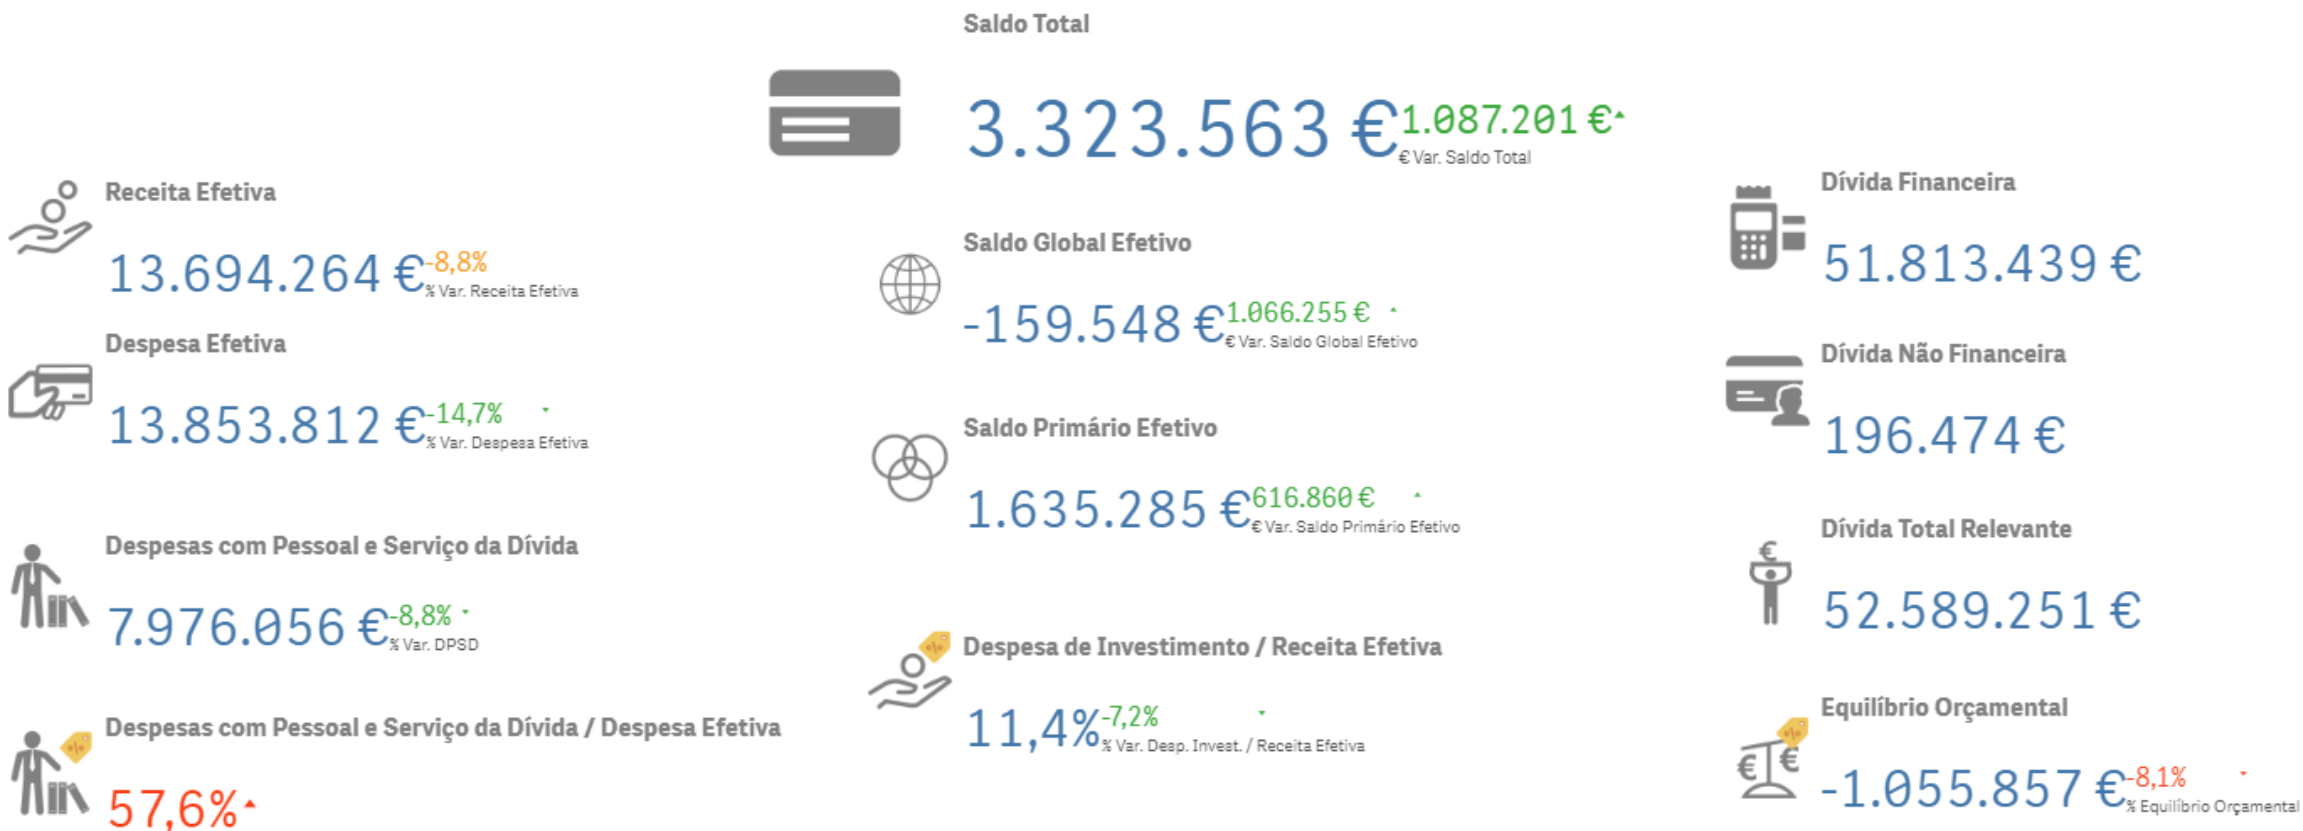 Saldo Total
3.323.563 €
1.087.201 €
€ Var. Saldo Total
Receita Efetiva
13.694.264 €
-8,8%
% Var. Receita Efetiva
Despesa Efetiva
13.853.812 €
-14,7%
% Var. Despesa Efetiva
Despesas com Pessoal e Serviço da Dívida
7.976.056 €
-8,8%
% Var. DPSD
Despesas com Pessoal e Serviço da Dívida / Despesa Efetiva
57,6%
Saldo Global Efetivo
-159.548 €
1.066.255 €
€ Var. Saldo Global Efetivo
Saldo Primário Efetivo
1.635.285 €
616.860 €
€ Var. Saldo Primário Efetivo
Despesa de Investimento / Receita Efetiva
11,4%
-7,2%
% Var. Desp. Invest. / Receita Efetiva
Dívida Financeira
51.813.439 €
Dívida Não Financeira
196.474 €
Dívida Total Relevante
52.589.251 €
Equilíbrio Orçamental
-1.055.857 €
-8,1%
% Equilíbrio Orçamental